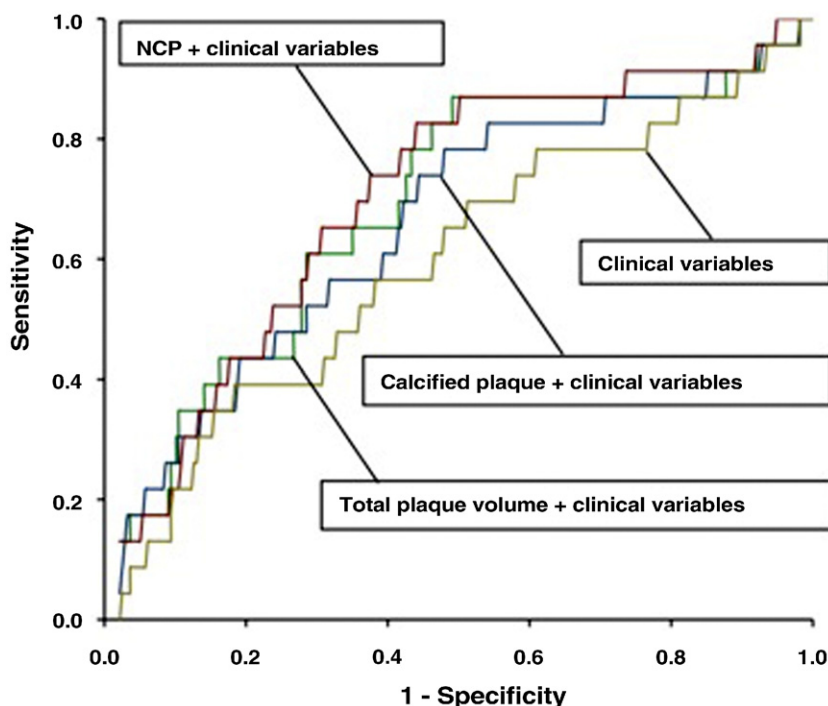 1.0
NCP + clinical variables
0.8
0.6
Clinical variables
0.4
Calcified plaque + clinical variables
0.2
Total plaque volume + clinical variables
0.0
Sensitivity
0.0 0.2 0.4 0.6 0.8 1.0
1 - Specificity